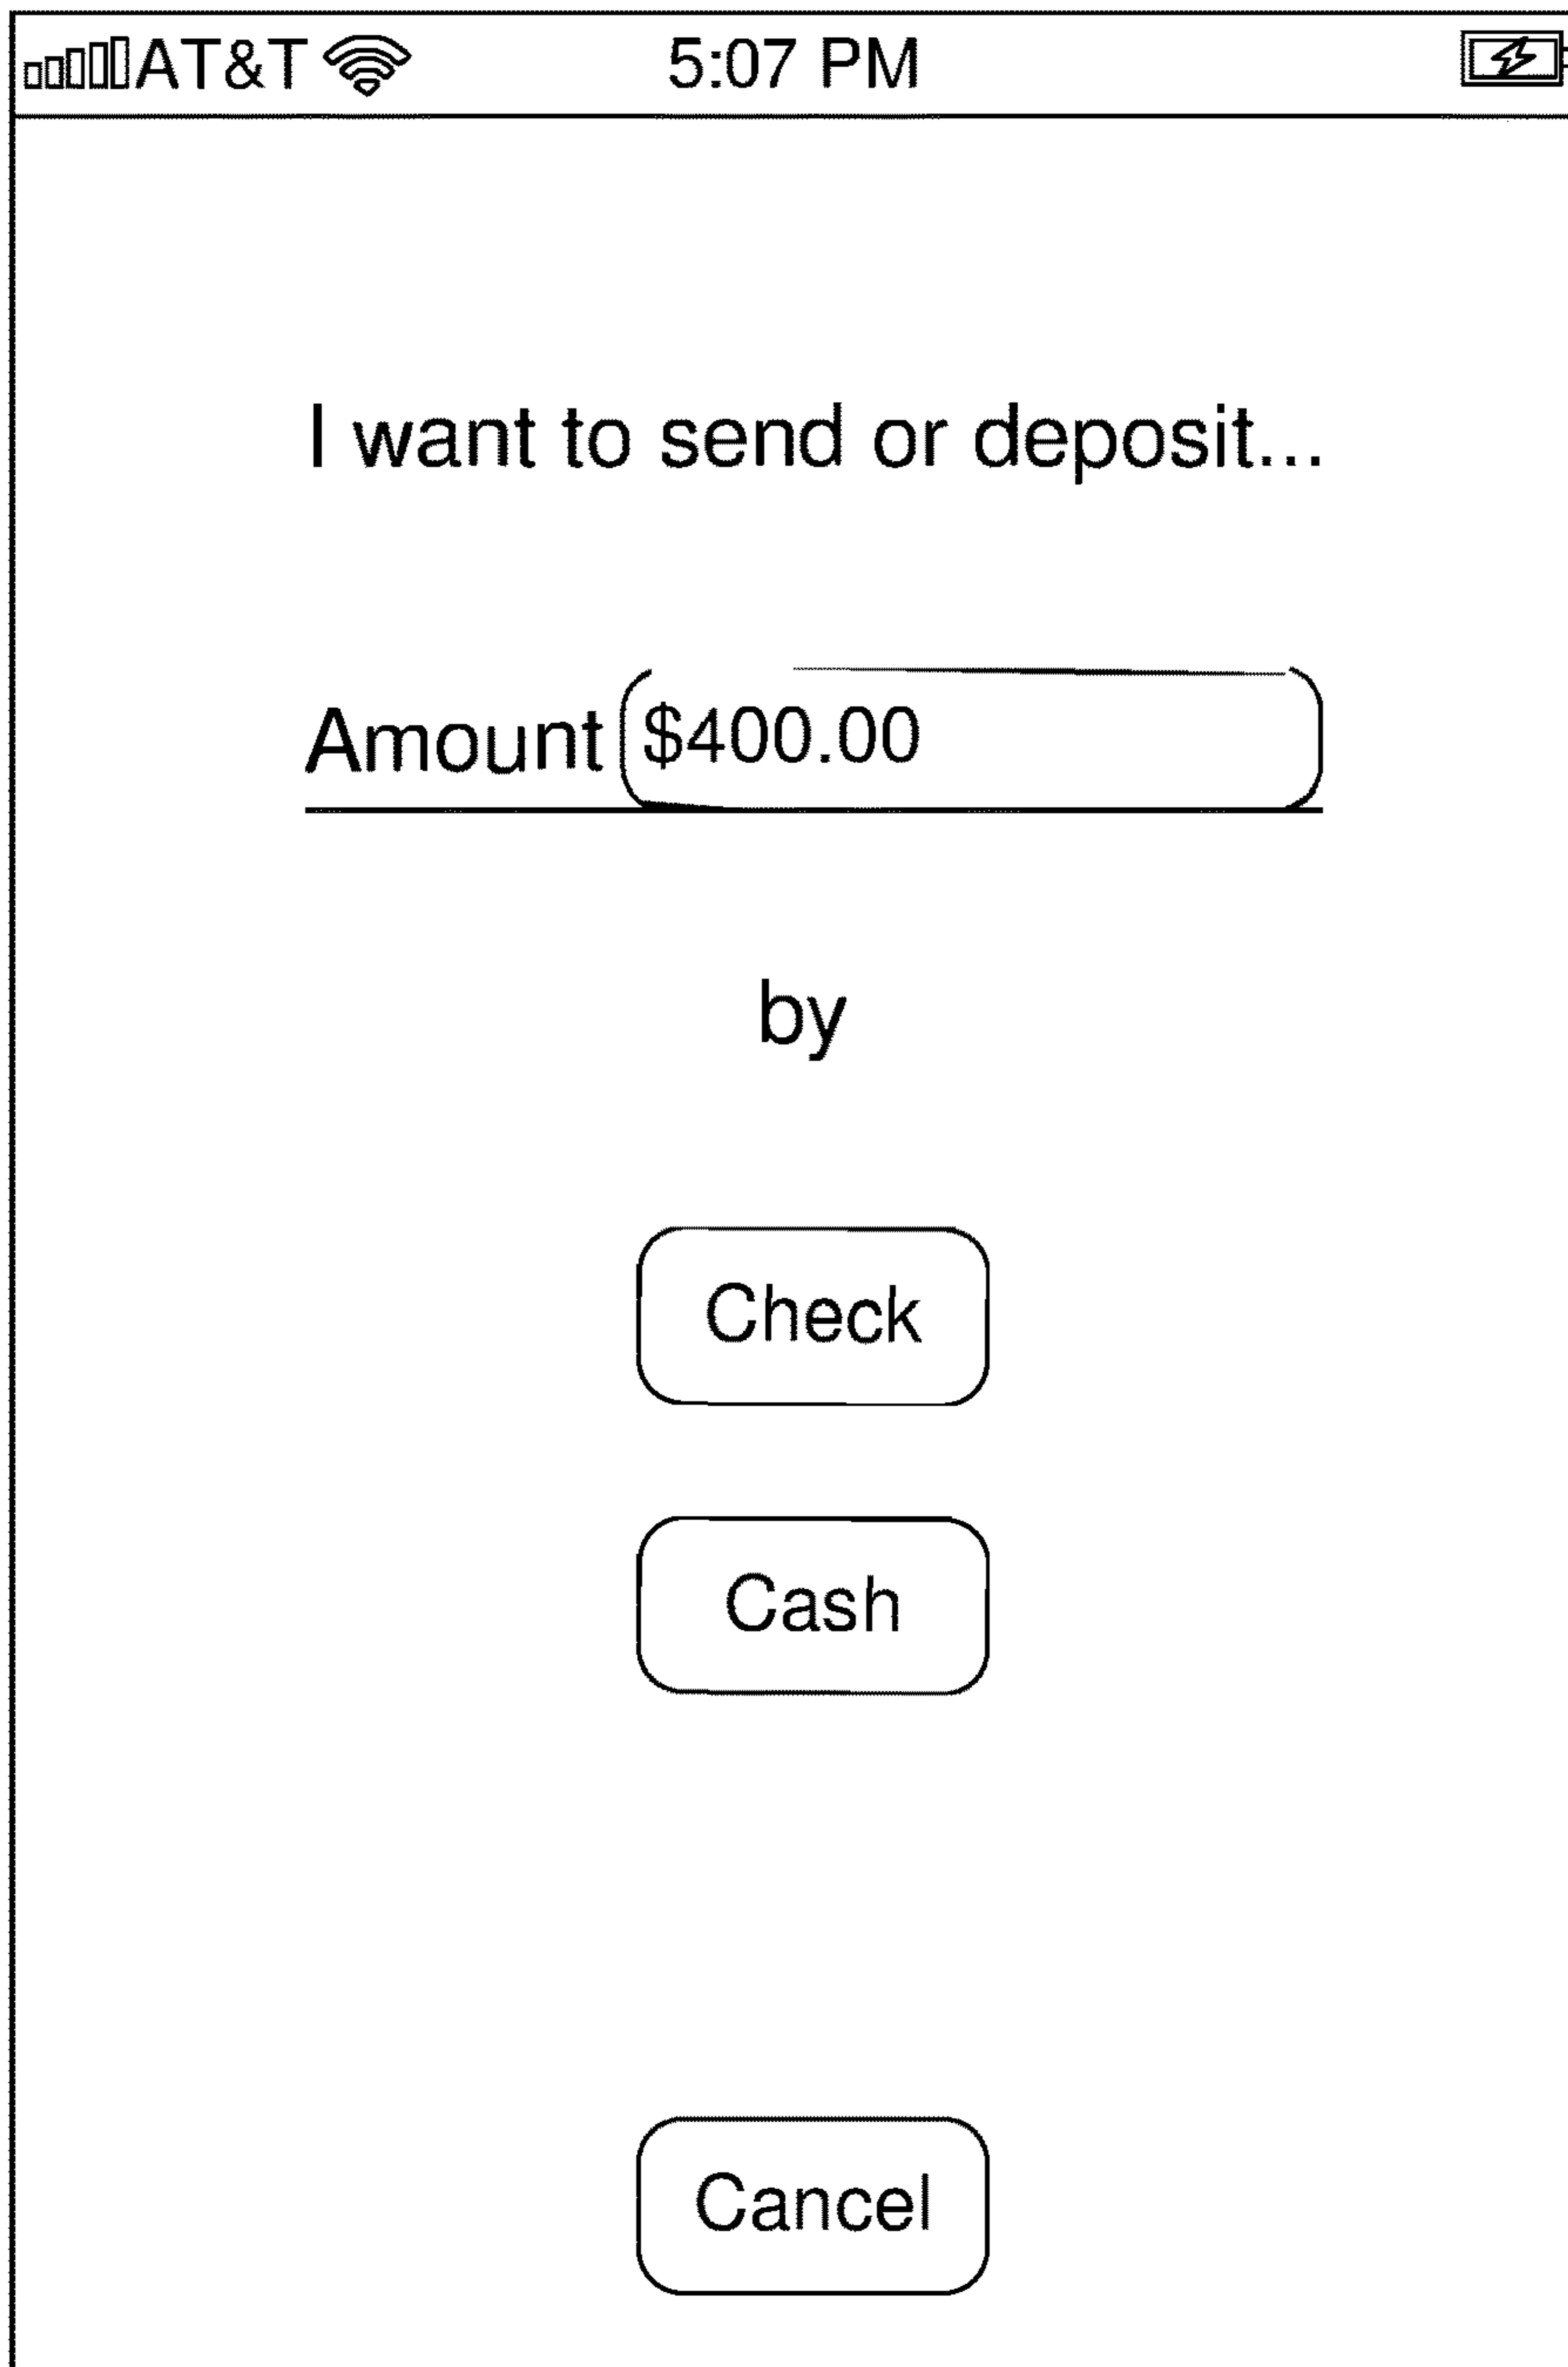 AT&T 5:07 PM
I want to send or deposit...
Amount $400.00
by
Check
Cash
Cancel